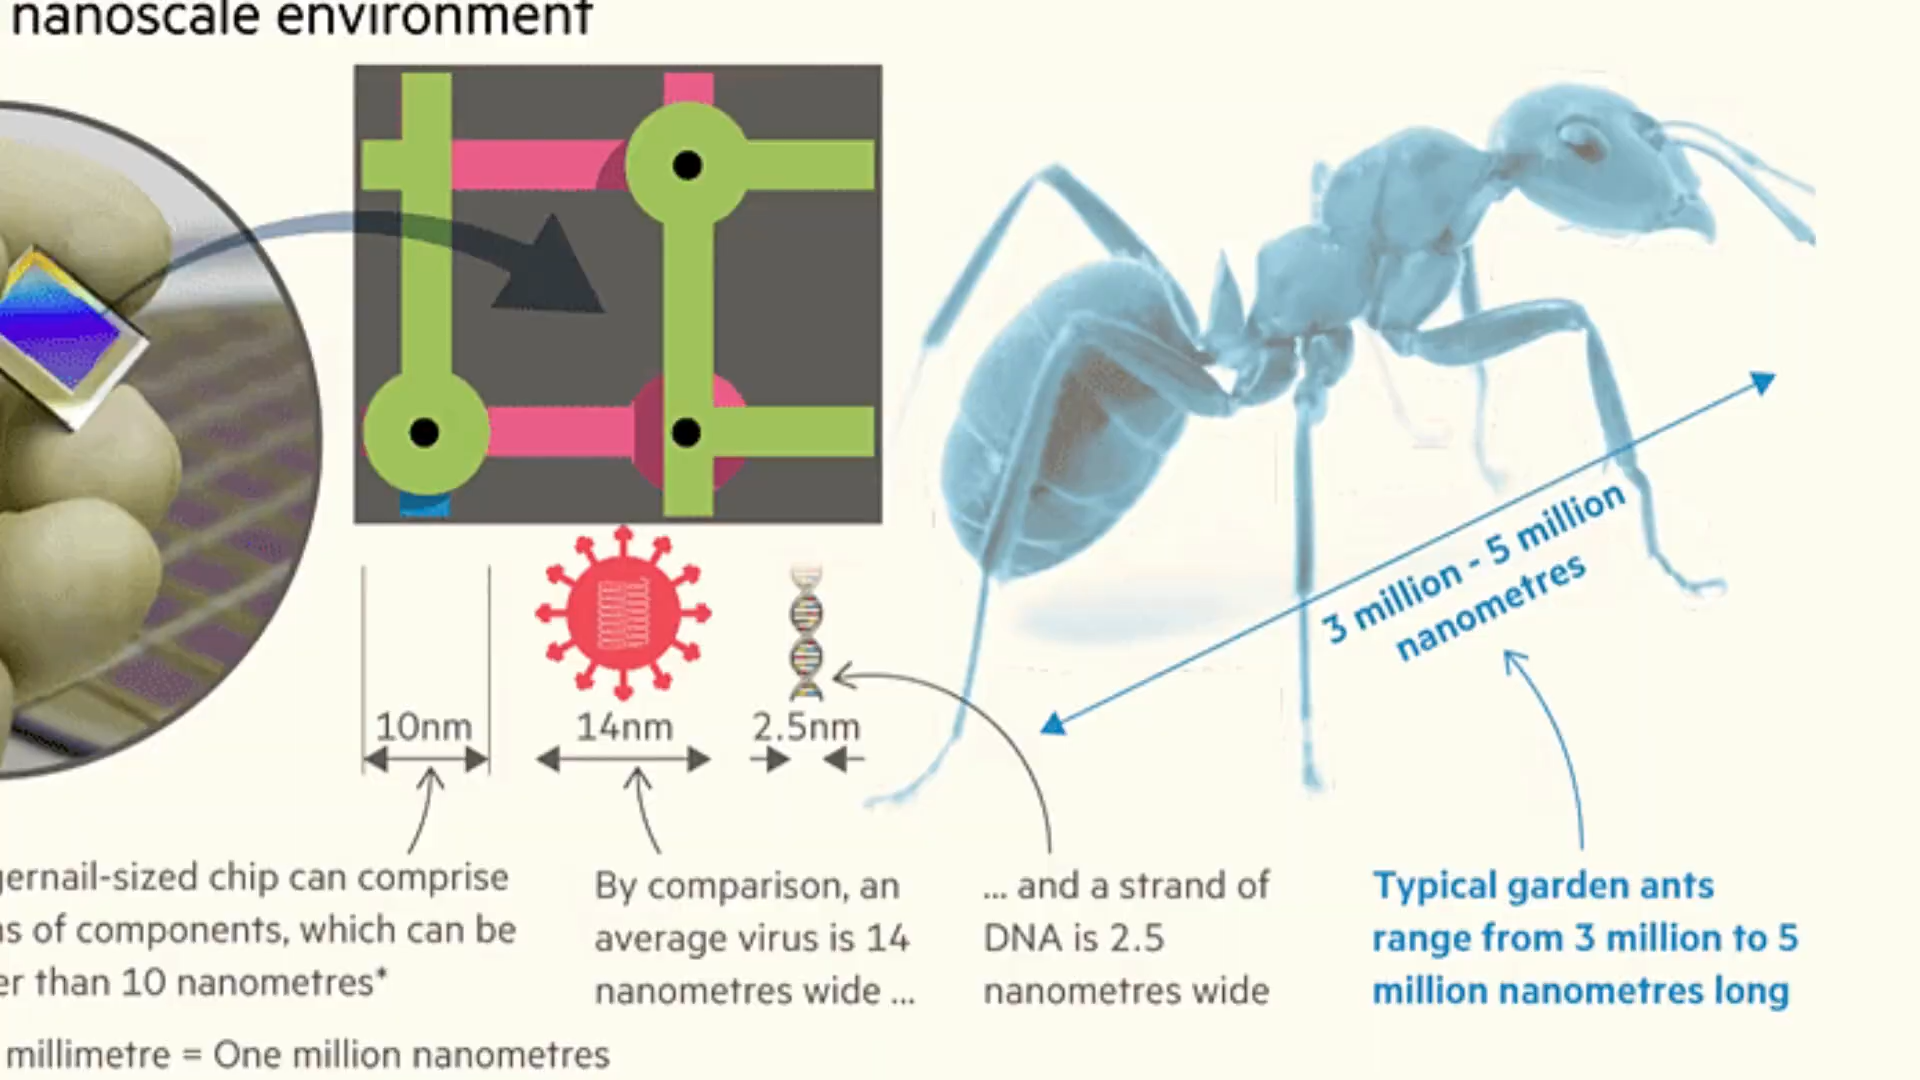 nanoscale environment
3 million - 5 million
nanometres
10nm
14nm
2.5nm
gernail-sized chip can comprise
ns of components, which can be
er than 10 nanometres*
By comparison, an
average virus is 14
nanometres wide ...
... and a strand of
DNA is 2.5
nanometres wide
Typical garden ants
range from 3 million to 5
million nanometres long
millimetre = One million nanometres